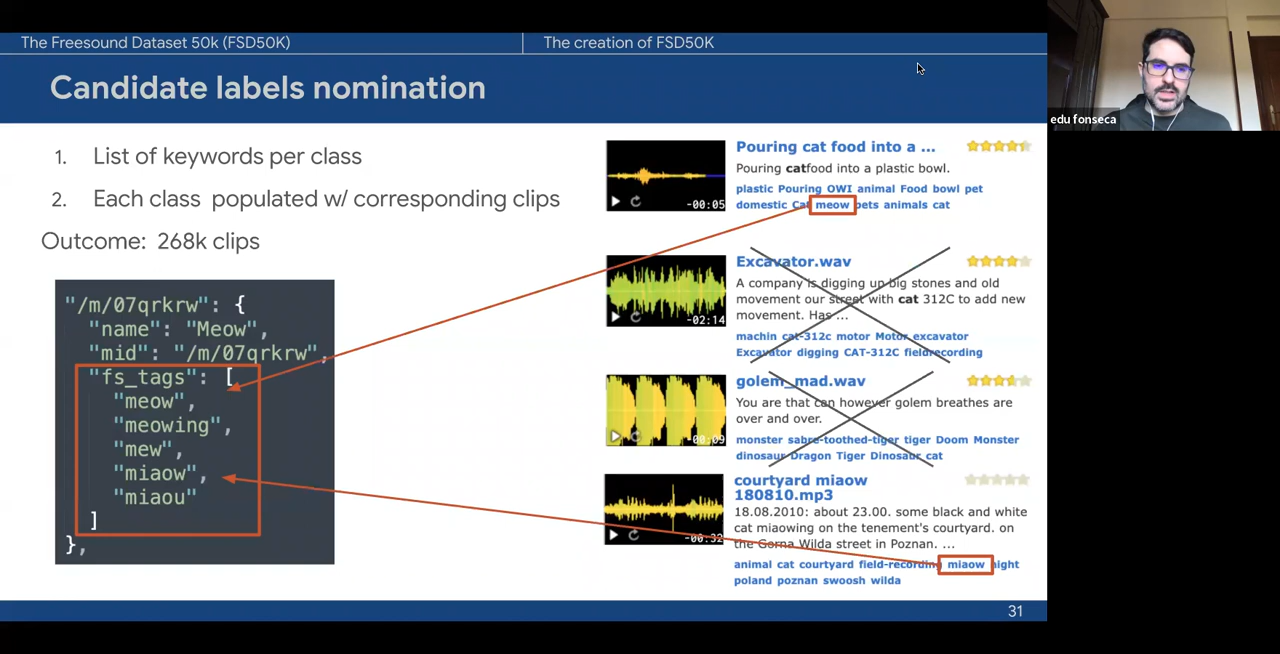 The Freesound Dataset 50k (FSD50K)
The creation of FSD50K
Candidate labels nomination
edu fonseca
1. List of keywords per class
2. Each class populated w/ corresponding clips
Outcome: 268k clips
"/m/07qrkrw": {
"name": "Meow",
"mid": "/m/07qrkrw",
"fs_tags": [
"meow",
"meowing",
"mew",
"miaow",
"miaou"
]
},
-00:05
Pouring cat food into a ...
Pouring catfood into a plastic bowl.
plastic Pouring OWI animal Food bowl pet
domestic Cat meow pets animals cat
-02:14
Excavator.wav
A company is digging up big stones and old
movement our street with cat 312C to add new
movement. Has ...
machin cat-312c motor Motor excavator
Excavator digging CAT-312C fieldrecording
-00:09
golem_mad.wav
You are that can however golem breathes are
over and over.
monster sabre-toothed-tiger tiger Doom Monster
dinosaur Dragon Tiger Dinosaur cat
-00:32
courtyard miaow
180810.mp3
18.08.2010: about 23.00. some black and white
cat miaowing on the tenement's courtyard. on
the Gorna Wilda street in Poznan. ...
animal cat courtyard field-recording miaow night
poland poznan swoosh wilda
31